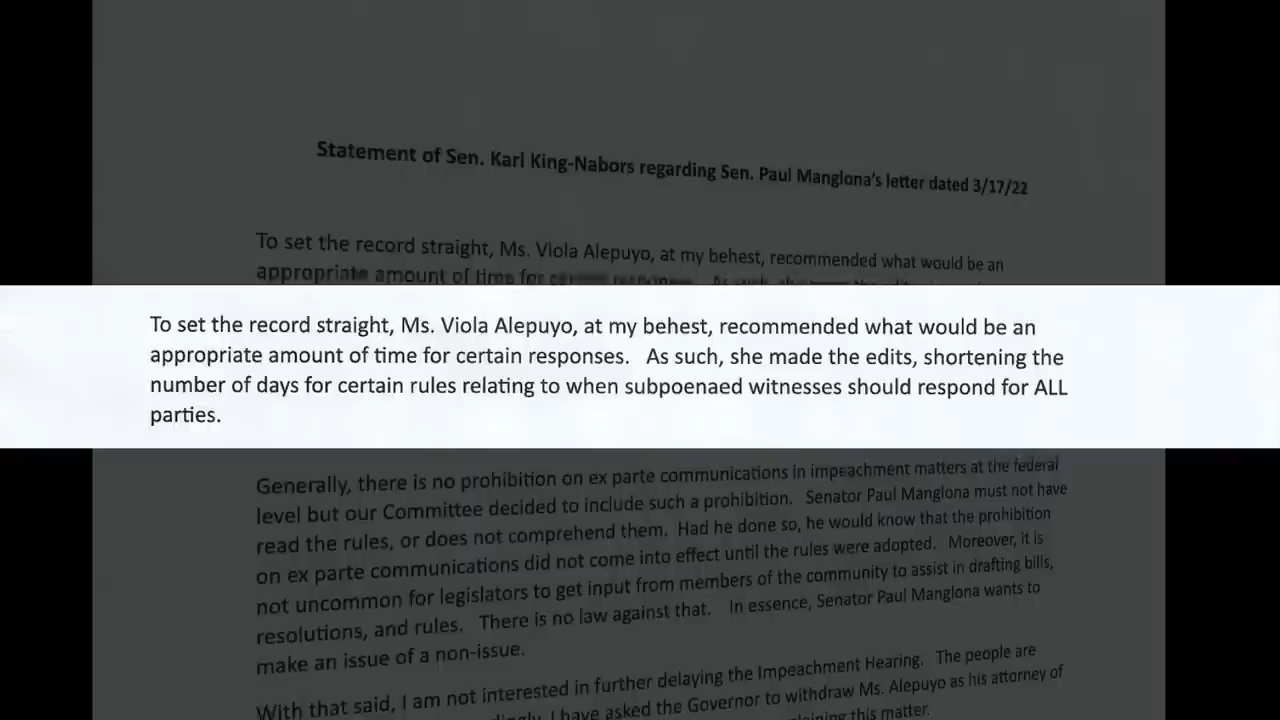 Statement of Sen. Karl King-Nabors regarding Sen. Paul Manglona's letter dated 3/17/22
To set the record straight, Ms. Viola Alepuyo, at my behest, recommended what would be an
appropriate amount of time for
To set the record straight, Ms. Viola Alepuyo, at my behest, recommended what would be an
appropriate amount of time for certain responses. As such, she made the edits, shortening the
number of days for certain rules relating to when subpoenaed witnesses should respond for ALL
parties.
Generally, there is no prohibition on ex parte communications in impeachment matters at the federal
level but our Committee decided to include such a prohibition. Senator Paul Manglona must not have
read the rules, or does not comprehend them. Had he done so, he would know that the prohibition
on ex parte communications did not come into effect until the rules were adopted. Moreover, it is
not uncommon for legislators to get input from members of the community to assist in drafting bills,
resolutions, and rules. There is no law against that. In essence, Senator Paul Manglona wants to
make an issue of a non-issue.
With that said, I am not interested in further delaying the Impeachment Hearing. The people are
I have asked the Governor to withdraw Ms. Alepuyo as his attorney of
this matter.